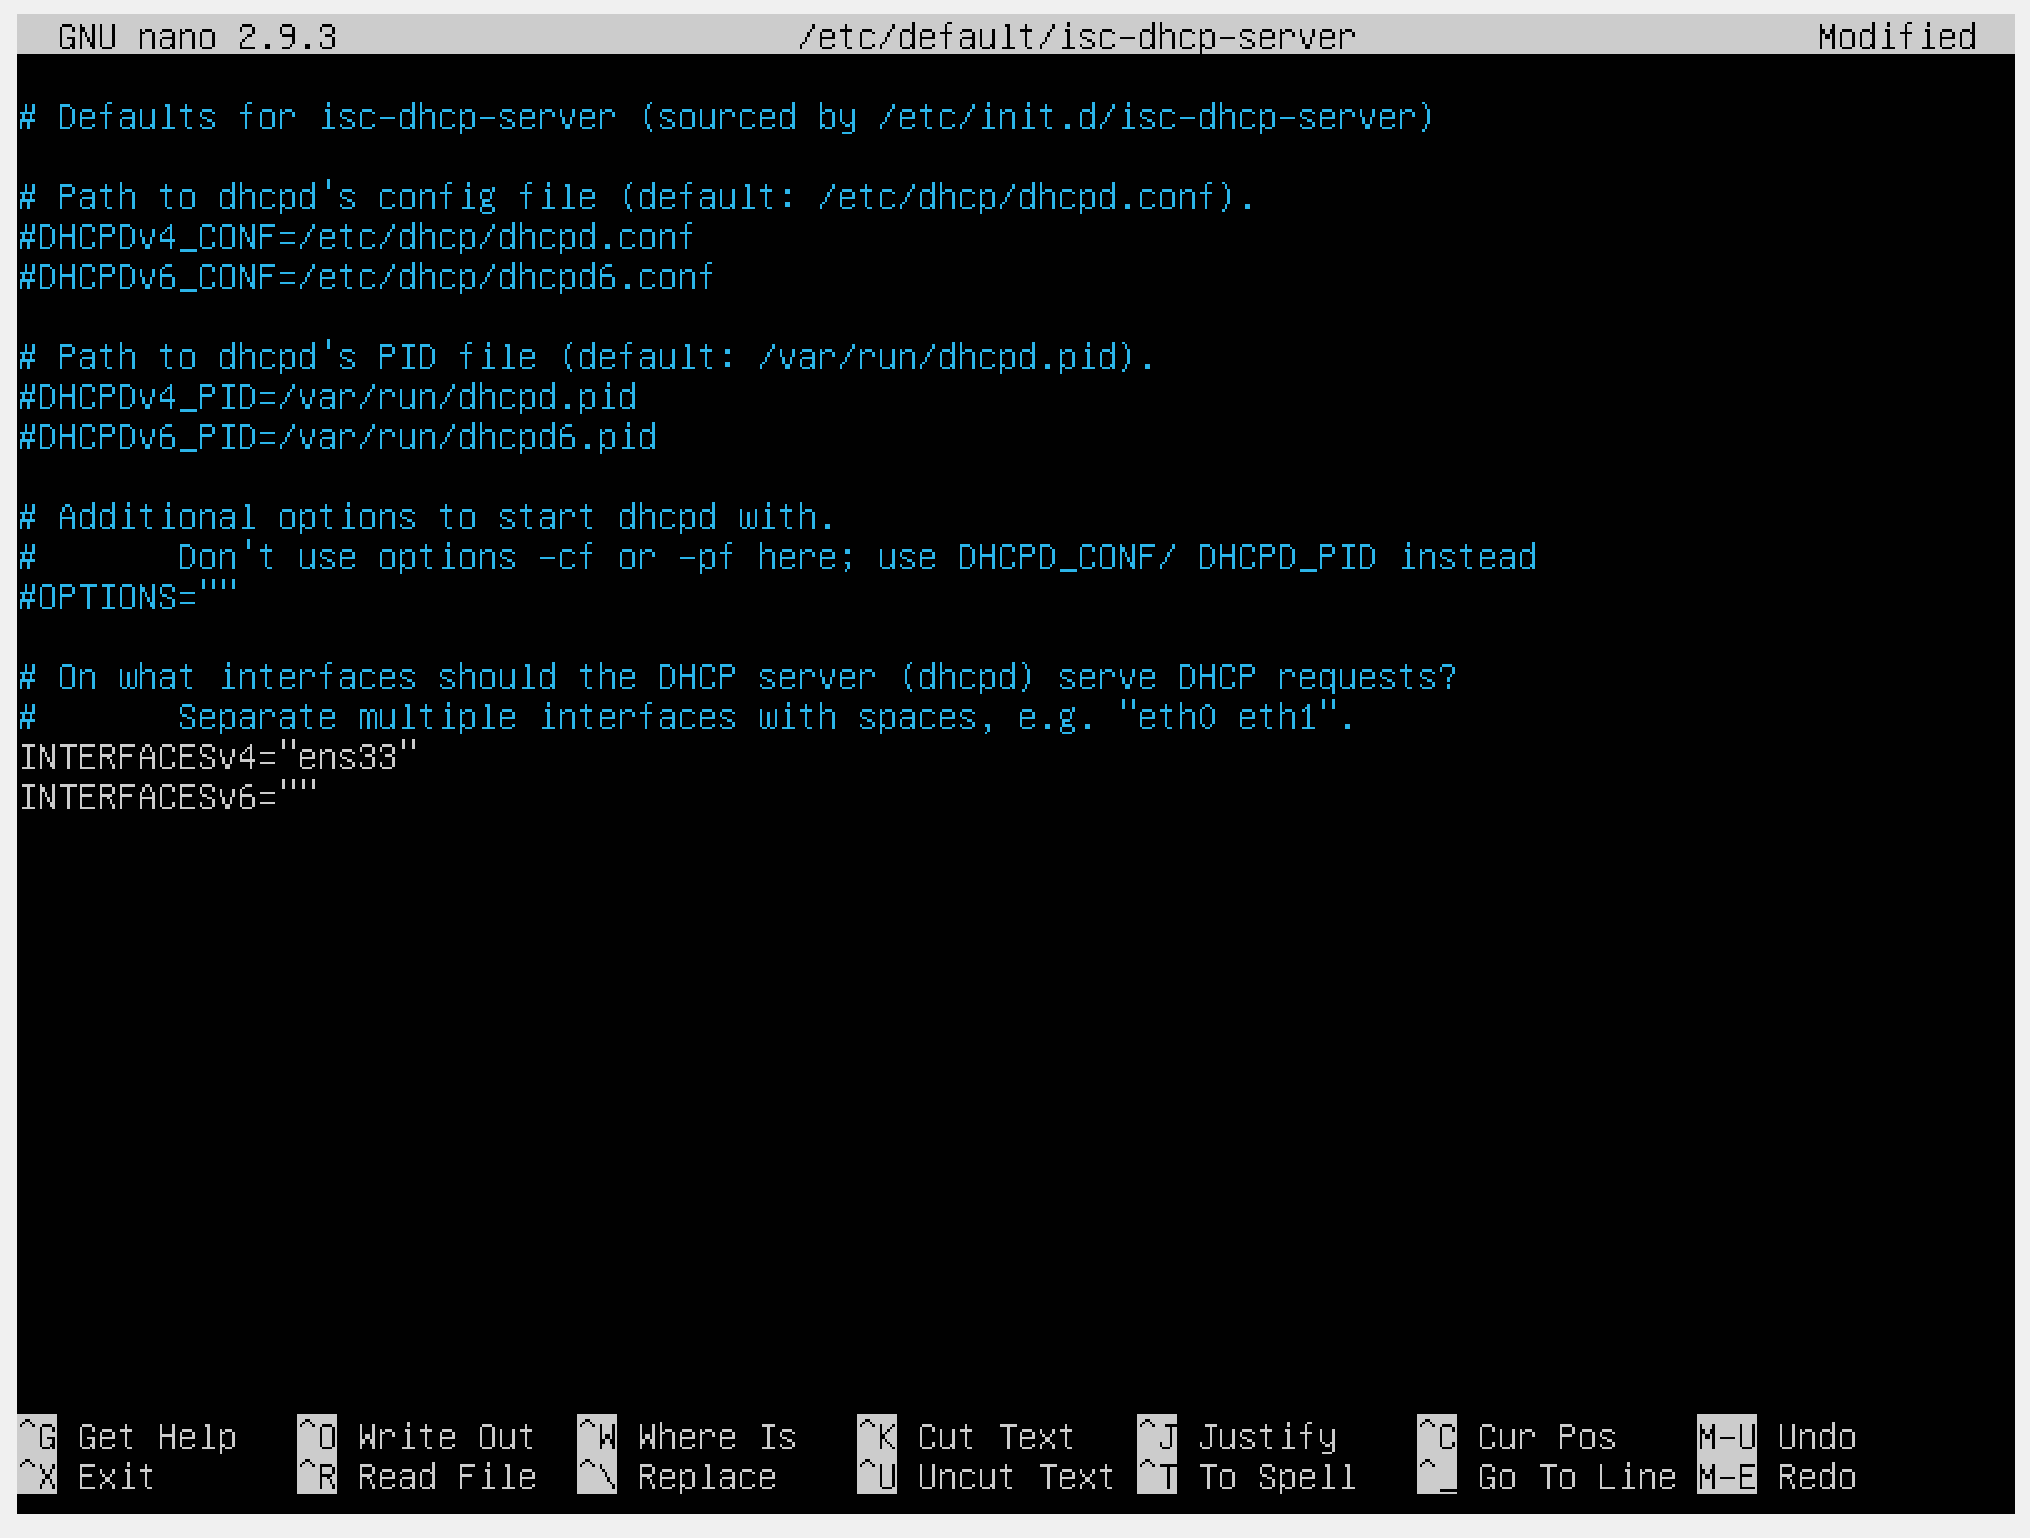 GNU nano 2.9.3 /etc/default/isc-dhcp-server Modified
# Defaults for isc-dhcp-server (sourced by /etc/init.d/isc-dhcp-server)
# Path to dhcpd's config file (default: /etc/dhcp/dhcpd.conf).
#DHCPDv4_CONF=/etc/dhcp/dhcpd.conf
#DHCPDv6_CONF=/etc/dhcp/dhcpd6.conf
# Path to dhcpd's PID file (default: /var/run/dhcpd.pid).
#DHCPDv4_PID=/var/run/dhcpd.pid
#DHCPDv6_PID=/var/run/dhcpd6.pid
# Additional options to start dhcpd with.
#       Don't use options -cf or -pf here; use DHCPD_CONF/ DHCPD_PID instead
#OPTIONS=""
# On what interfaces should the DHCP server (dhcpd) serve DHCP requests?
#       Separate multiple interfaces with spaces, e.g. "eth0 eth1".
INTERFACESv4="ens33"
INTERFACESv6=""
^G Get Help ^O Write Out ^W Where Is ^K Cut Text ^J Justify ^C Cur Pos M-U Undo
^X Exit ^R Read File ^\ Replace ^U Uncut Text ^T To Spell ^_ Go To Line M-E Redo